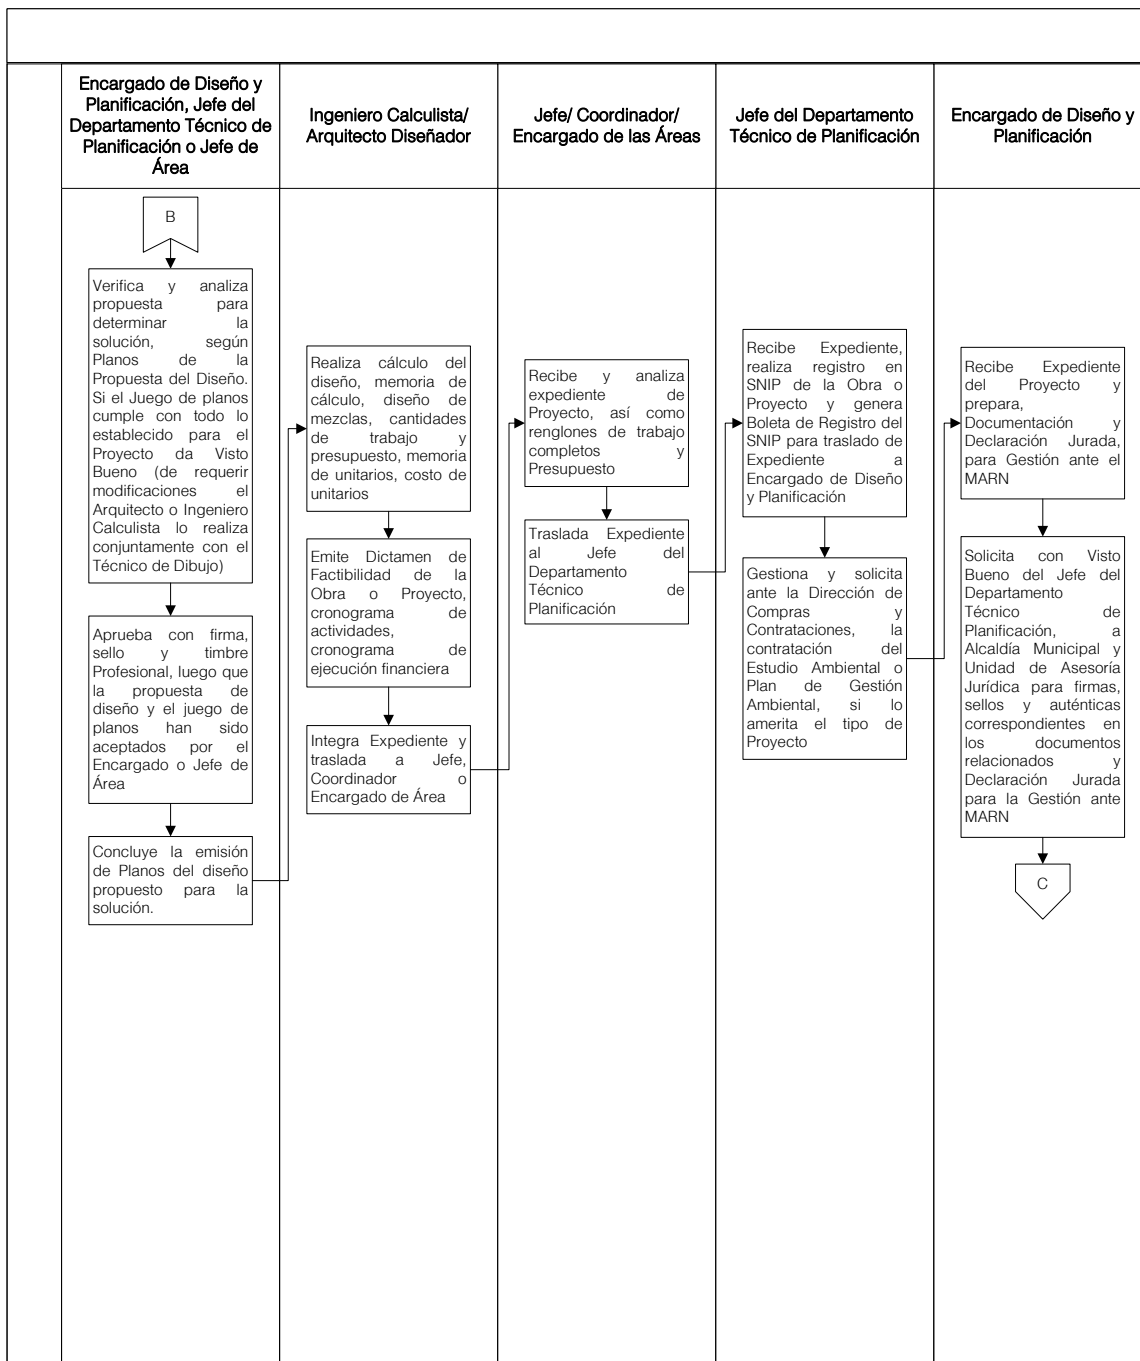 Encargado de Diseño y
Planificación, Jefe del
Departamento Técnico de
Planificación o Jefe de
Área
Ingeniero Calculista/
Arquitecto Diseñador
Jefe/ Coordinador/
Encargado de las Áreas
Jefe del Departamento
Técnico de Planificación
Encargado de Diseño y
Planificación
B
Verifica y analiza
propuesta para
determinar la
solución, según
Planos de la
Propuesta del Diseño.
Si el Juego de planos
cumple con todo lo
establecido para el
Proyecto da Visto
Bueno (de requerir
modificaciones el
Arquitecto o Ingeniero
Calculista lo realiza
conjuntamente con el
Técnico de Dibujo)
Aprueba con firma,
sello y timbre
Profesional, luego que
la propuesta de
diseño y el juego de
planos han sido
aceptados por el
Encargado o Jefe de
Área
Concluye la emisión
de Planos del diseño
propuesto para la
solución.
Realiza cálculo del
diseño, memoria de
cálculo, diseño de
mezclas, cantidades
de trabajo y
presupuesto, memoria
de unitarios, costo de
unitarios
Emite Dictamen de
Factibilidad de la
Obra o Proyecto,
cronograma de
actividades,
cronograma de
ejecución financiera
Integra Expediente y
traslada a Jefe,
Coordinador o
Encargado de Área
Recibe y analiza
expediente de
Proyecto, así como
renglones de trabajo
completos y
Presupuesto
Traslada Expediente
al Jefe del
Departamento
Técnico de
Planificación
Recibe Expediente,
realiza registro en
SNIP de la Obra o
Proyecto y genera
Boleta de Registro del
SNIP para traslado de
Expediente a
Encargado de Diseño
y Planificación
Gestiona y solicita
ante la Dirección de
Compras y
Contrataciones, la
contratación del
Estudio Ambiental o
Plan de Gestión
Ambiental, si lo
amerita el tipo de
Proyecto
Recibe Expediente
del Proyecto y
prepara,
Documentación y
Declaración Jurada,
para Gestión ante el
MARN
Solicita con Visto
Bueno del Jefe del
Departamento
Técnico de
Planificación, a
Alcaldía Municipal y
Unidad de Asesoría
Jurídica para firmas,
sellos y auténticas
correspondientes en
los documentos
relacionados y
Declaración Jurada
para la Gestión ante
MARN
C